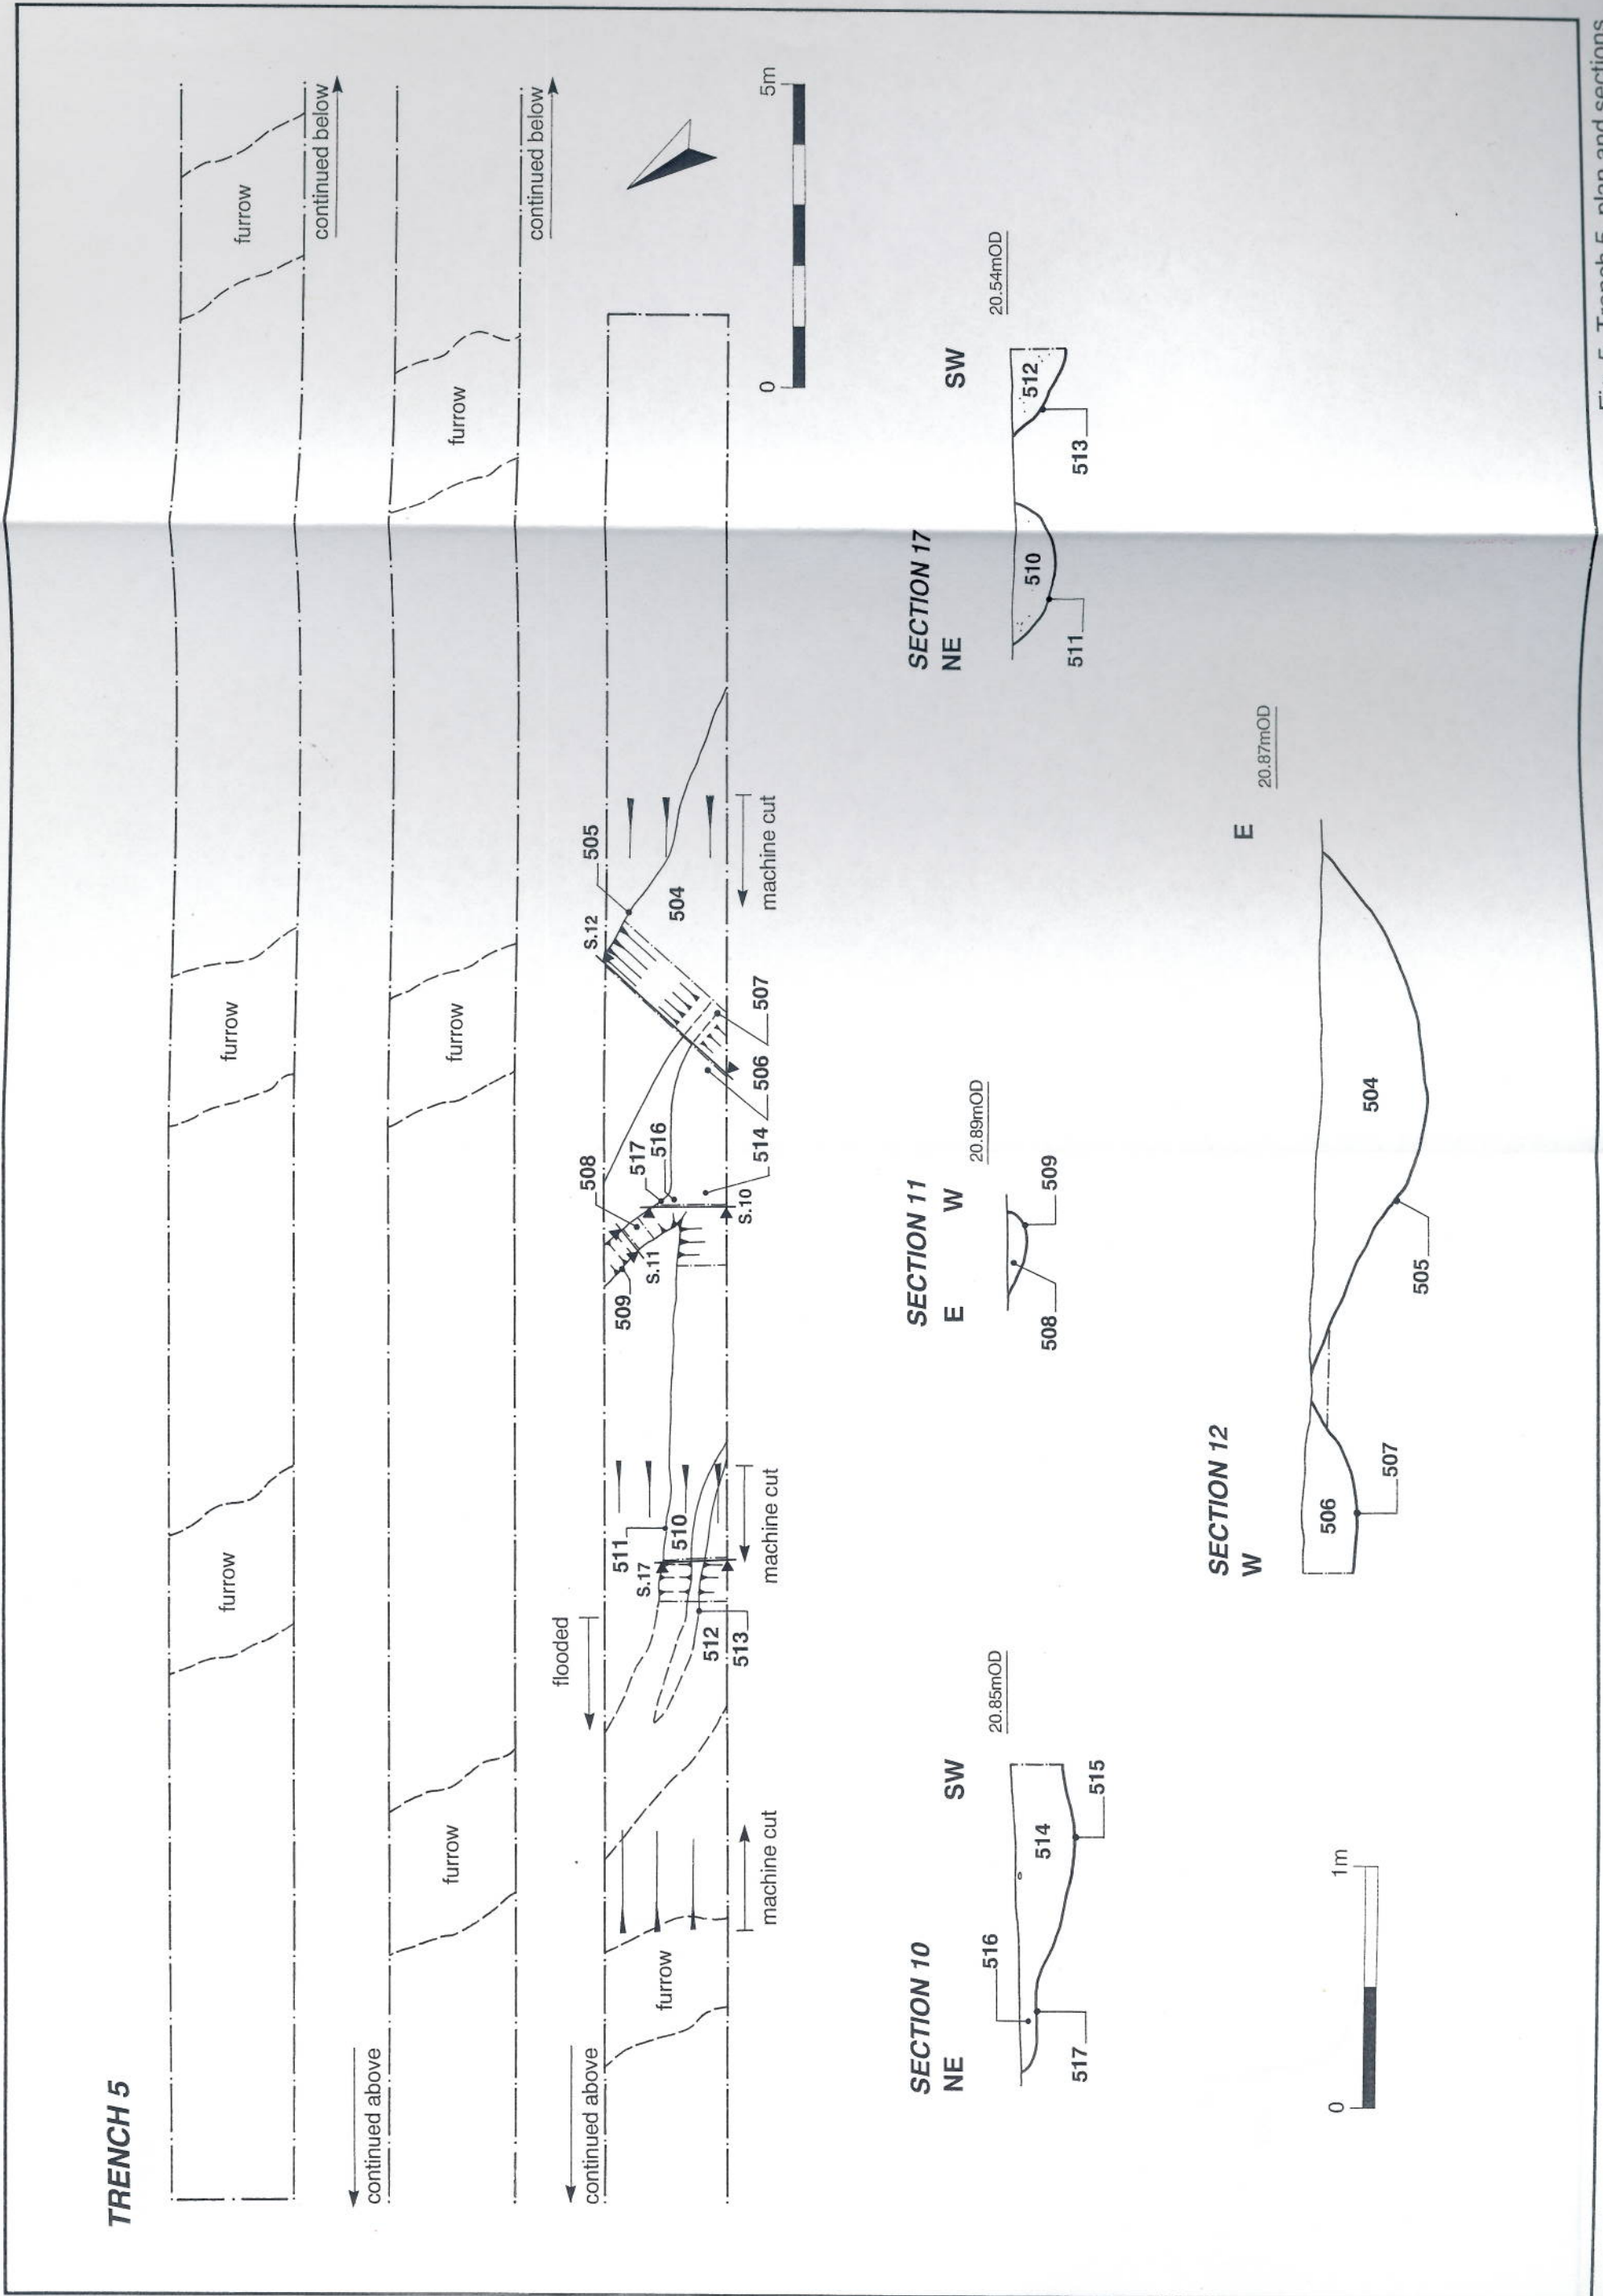 TRENCH 5
furrow
furrow
furrow
continued below
continued above
furrow
furrow
furrow
continued below
continued above
furrow
machine cut
flooded
511
S.17
510
512
513
machine cut
509
S.11
508
517
516
S.10
514
506
507
S.12
505
504
machine cut
0
5m
SECTION 10
NE
SW
20.85mOD
516
514
517
515
SECTION 11
E
W
20.89mOD
508
509
SECTION 17
NE
SW
20.54mOD
510
512
511
513
SECTION 12
W
E
20.87mOD
506
504
507
505
0
1m
Trench 5, plan and sections